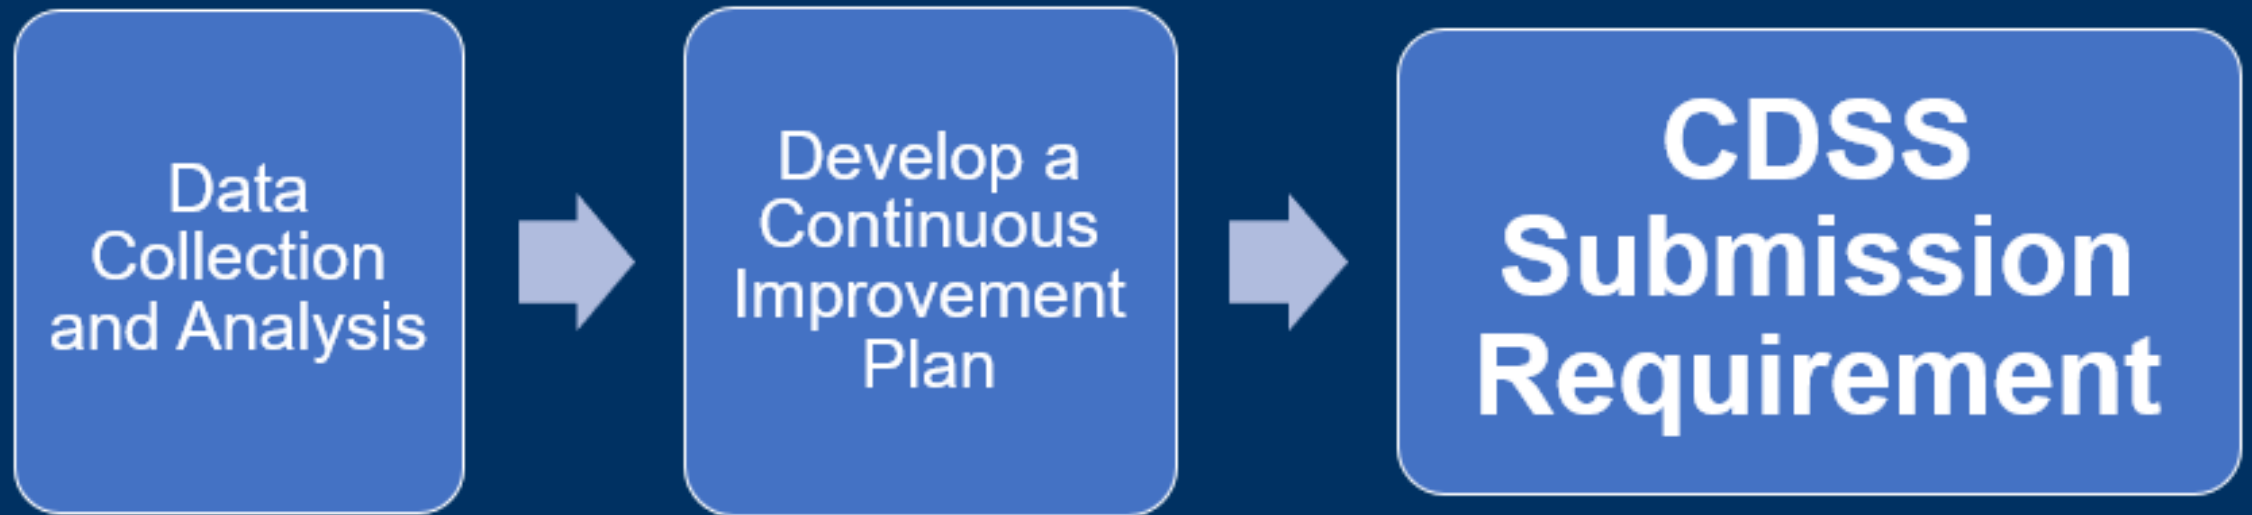 Data
Collection
and Analysis
Develop a
Continuous
Improvement
Plan
CDSS
Submission
Requirement